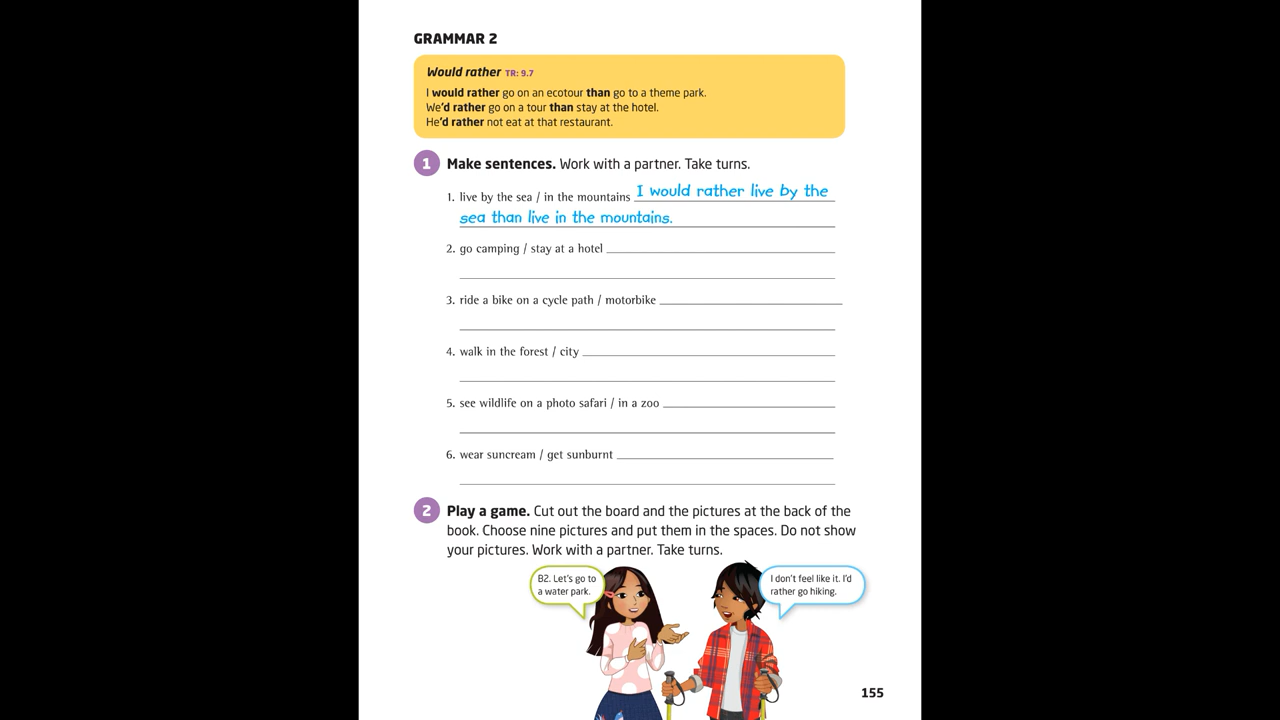 GRAMMAR 2
Would rather TR: 9.7
I would rather go on an ecotour than go to a theme park.
We'd rather go on a tour than stay at the hotel.
He'd rather not eat at that restaurant.
1 Make sentences. Work with a partner. Take turns.
1. live by the sea / in the mountains I would rather live by the
sea than live in the mountains.
2. go camping / stay at a hotel
3. ride a bike on a cycle path / motorbike
4. walk in the forest / city
5. see wildlife on a photo safari / in a zoo
6. wear suncream / get sunburnt
2 Play a game. Cut out the board and the pictures at the back of the
book. Choose nine pictures and put them in the spaces. Do not show
your pictures. Work with a partner. Take turns.
B2. Let's go to
a water park.
I don't feel like it. I'd
rather go hiking.
155